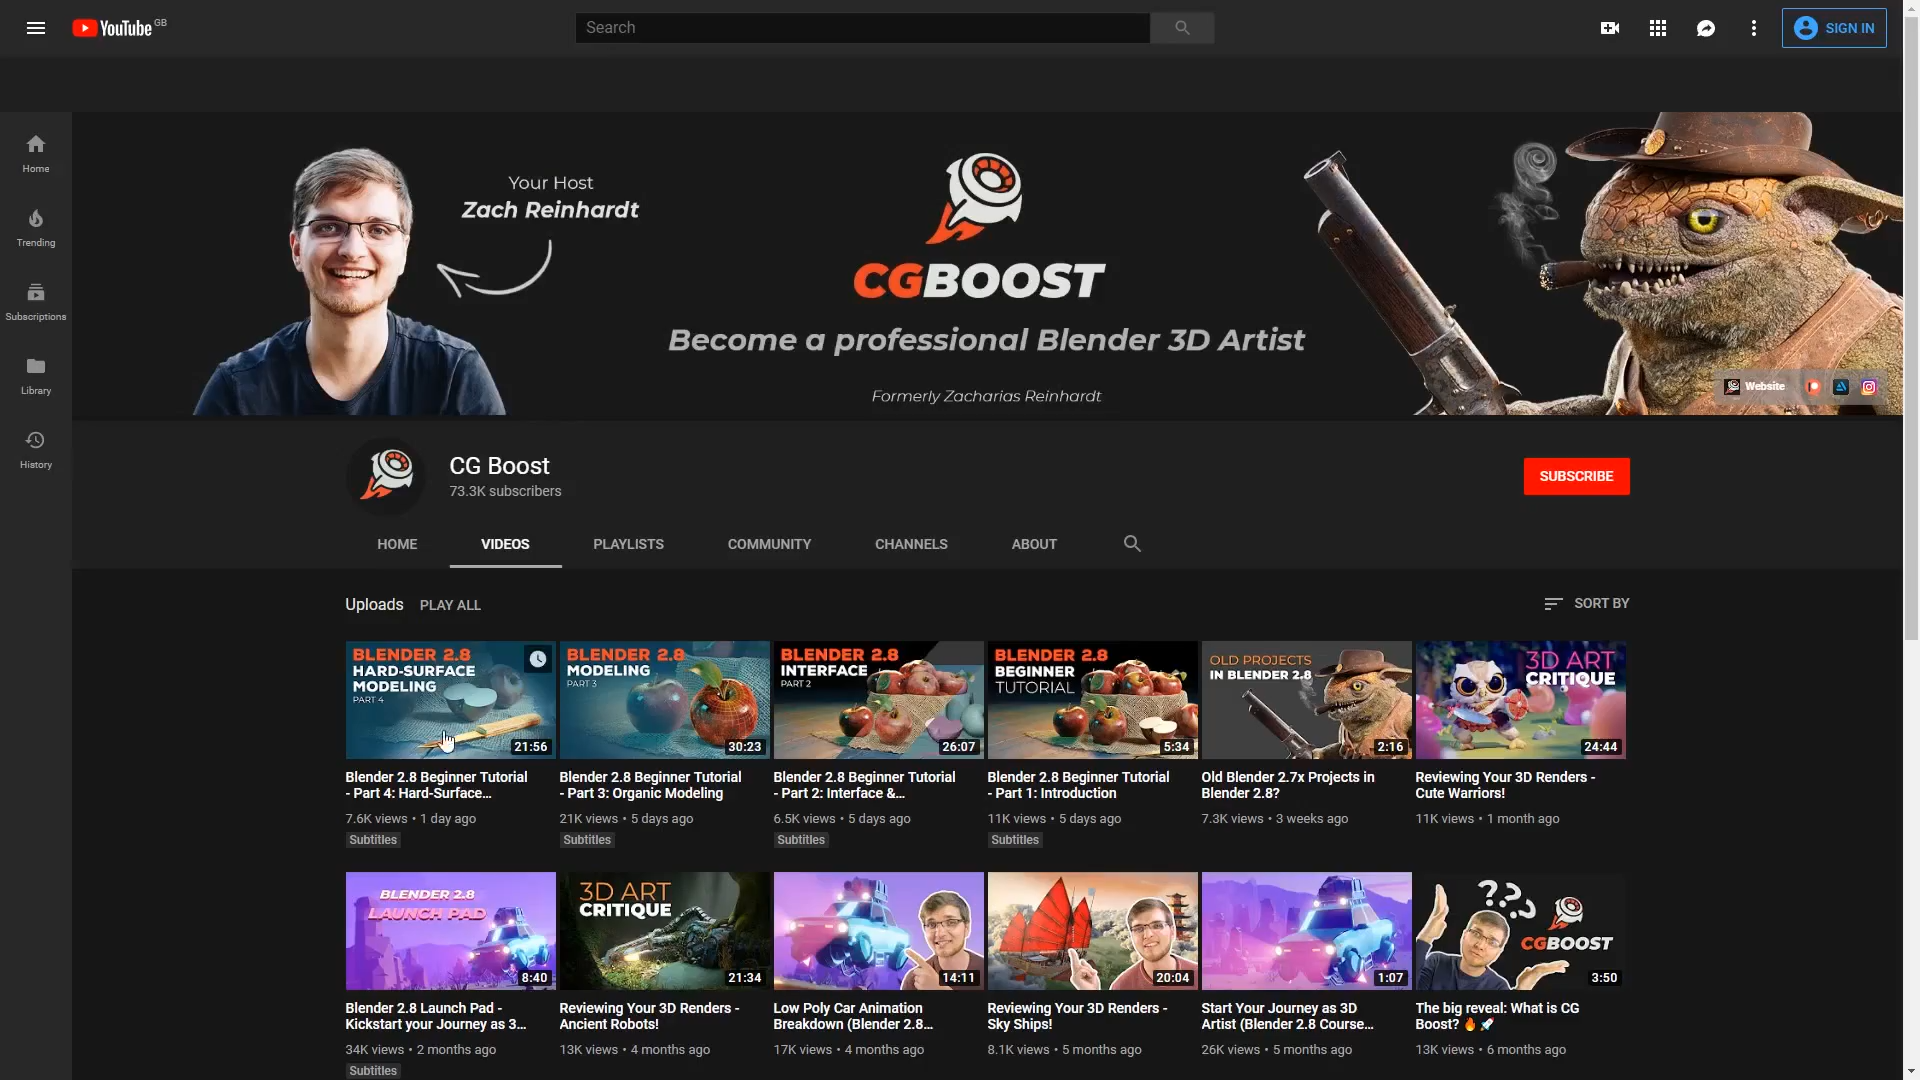 YouTube GB
Search
SIGN IN
Home
Trending
Subscriptions
Library
History
Your Host
Zach Reinhardt
CGBOOST
Become a professional Blender 3D Artist
Formerly Zacharias Reinhardt
Website
CG Boost
73.3K subscribers
SUBSCRIBE
HOME
VIDEOS
PLAYLISTS
COMMUNITY
CHANNELS
ABOUT
Uploads
PLAY ALL
SORT BY
BLENDER 2.8
HARD-SURFACE
MODELING
PART 4
21:56
BLENDER 2.8
MODELING
PART 3
30:23
BLENDER 2.8
INTERFACE
PART 2
26:07
BLENDER 2.8
BEGINNER
TUTORIAL
5:34
OLD PROJECTS
IN BLENDER 2.8
2:16
3D ART
CRITIQUE
24:44
Blender 2.8 Beginner Tutorial
- Part 4: Hard-Surface...
7.6K views • 1 day ago
Subtitles
Blender 2.8 Beginner Tutorial
- Part 3: Organic Modeling
21K views • 5 days ago
Subtitles
Blender 2.8 Beginner Tutorial
- Part 2: Interface &...
6.5K views • 5 days ago
Subtitles
Blender 2.8 Beginner Tutorial
- Part 1: Introduction
11K views • 5 days ago
Subtitles
Old Blender 2.7x Projects in
Blender 2.8?
7.3K views • 3 weeks ago
Reviewing Your 3D Renders -
Cute Warriors!
11K views • 1 month ago
BLENDER 2.8
LAUNCH PAD
8:40
3D ART
CRITIQUE
21:34
14:11
20:04
1:07
???
CGBOOST
3:50
Blender 2.8 Launch Pad -
Kickstart your Journey as 3...
34K views • 2 months ago
Subtitles
Reviewing Your 3D Renders -
Ancient Robots!
13K views • 4 months ago
Low Poly Car Animation
Breakdown (Blender 2.8...
17K views • 4 months ago
Reviewing Your 3D Renders -
Sky Ships!
8.1K views • 5 months ago
Start Your Journey as 3D
Artist (Blender 2.8 Course...
26K views • 5 months ago
The big reveal: What is CG
Boost? 🔥🚀
13K views • 6 months ago